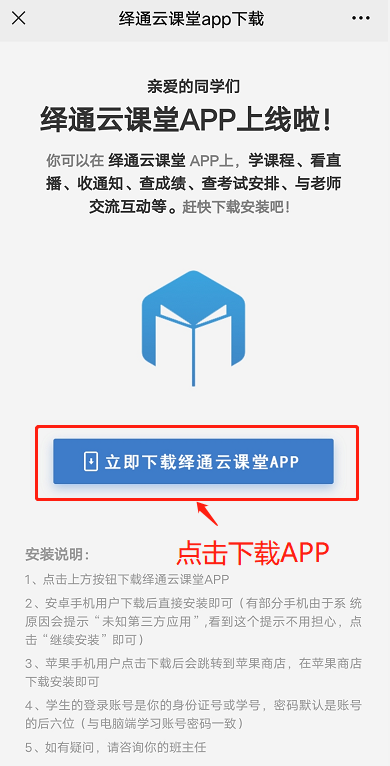 绎通云课堂app下载
亲爱的同学们
绎通云课堂APP上线啦！
你可以在 绎通云课堂 APP上，学课程、看直
播、收通知、查成绩、查考试安排、与老师
交流互动等。赶快下载安装吧！
立即下载绎通云课堂APP
点击下载APP
安装说明：
1、点击上方按钮下载绎通云课堂APP
2、安卓手机用户下载后直接安装即可（有部分手机由于系 统
原因会提示“未知第三方应用”,看到这个提示不用担心，点
击“继续安装”即可）
3、苹果手机用户点击下载后会跳转到苹果商店，在苹果商店
下载安装即可
4、学生的登录账号是你的身份证号或学号，密码默认是账号
的后六位（与电脑端学习账号密码一致）
5、如有疑问，请咨询你的班主任